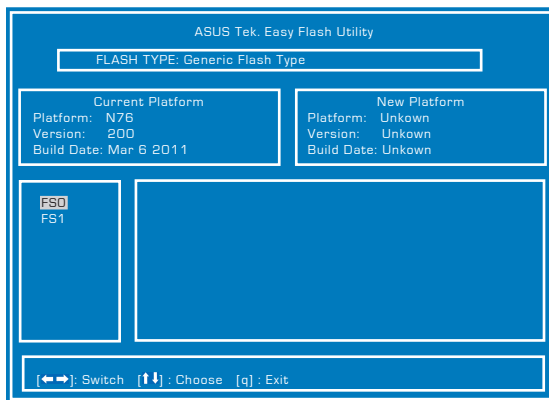 ASUS Tek. Easy Flash Utility
FLASH TYPE: Generic Flash Type
Current Platform
Platform: N76
Version: 200
Build Date: Mar 6 2011
New Platform
Platform: Unkown
Version: Unkown
Build Date: Unkown
FS0
FS1
[←→]: Switch [↑↓] : Choose [q] : Exit